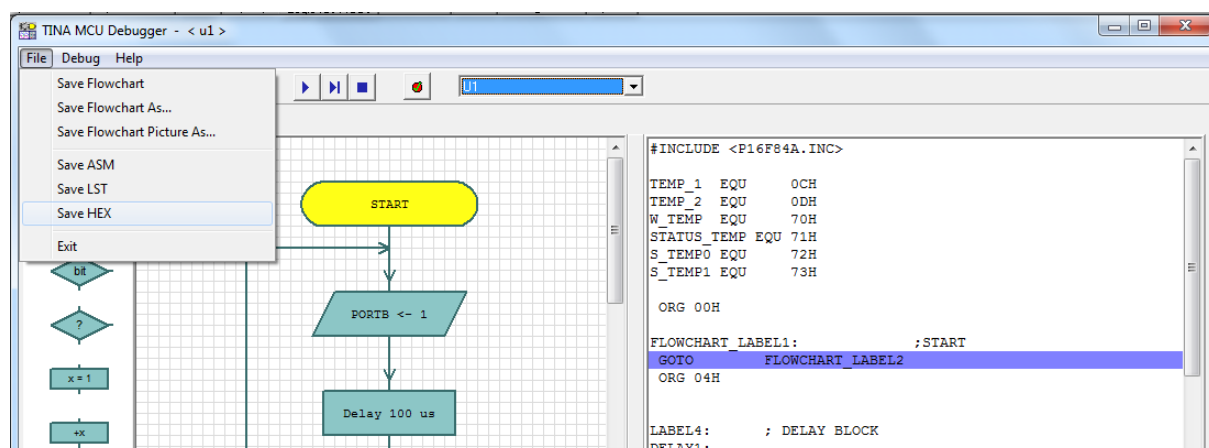 TINA MCU Debugger - < u1 >
File Debug Help
Save Flowchart
Save Flowchart As...
Save Flowchart Picture As...
Save ASM
Save LST
Save HEX
Exit
U1
bit
?
x = 1
+x
START
PORTB <- 1
Delay 100 us
#INCLUDE <P16F84A.INC>
TEMP_1 EQU 0CH
TEMP_2 EQU 0DH
W_TEMP EQU 70H
STATUS_TEMP EQU 71H
S_TEMP0 EQU 72H
S_TEMP1 EQU 73H
ORG 00H
FLOWCHART_LABEL1: ;START
GOTO FLOWCHART_LABEL2
ORG 04H
LABEL4: ; DELAY BLOCK
DELAY1: